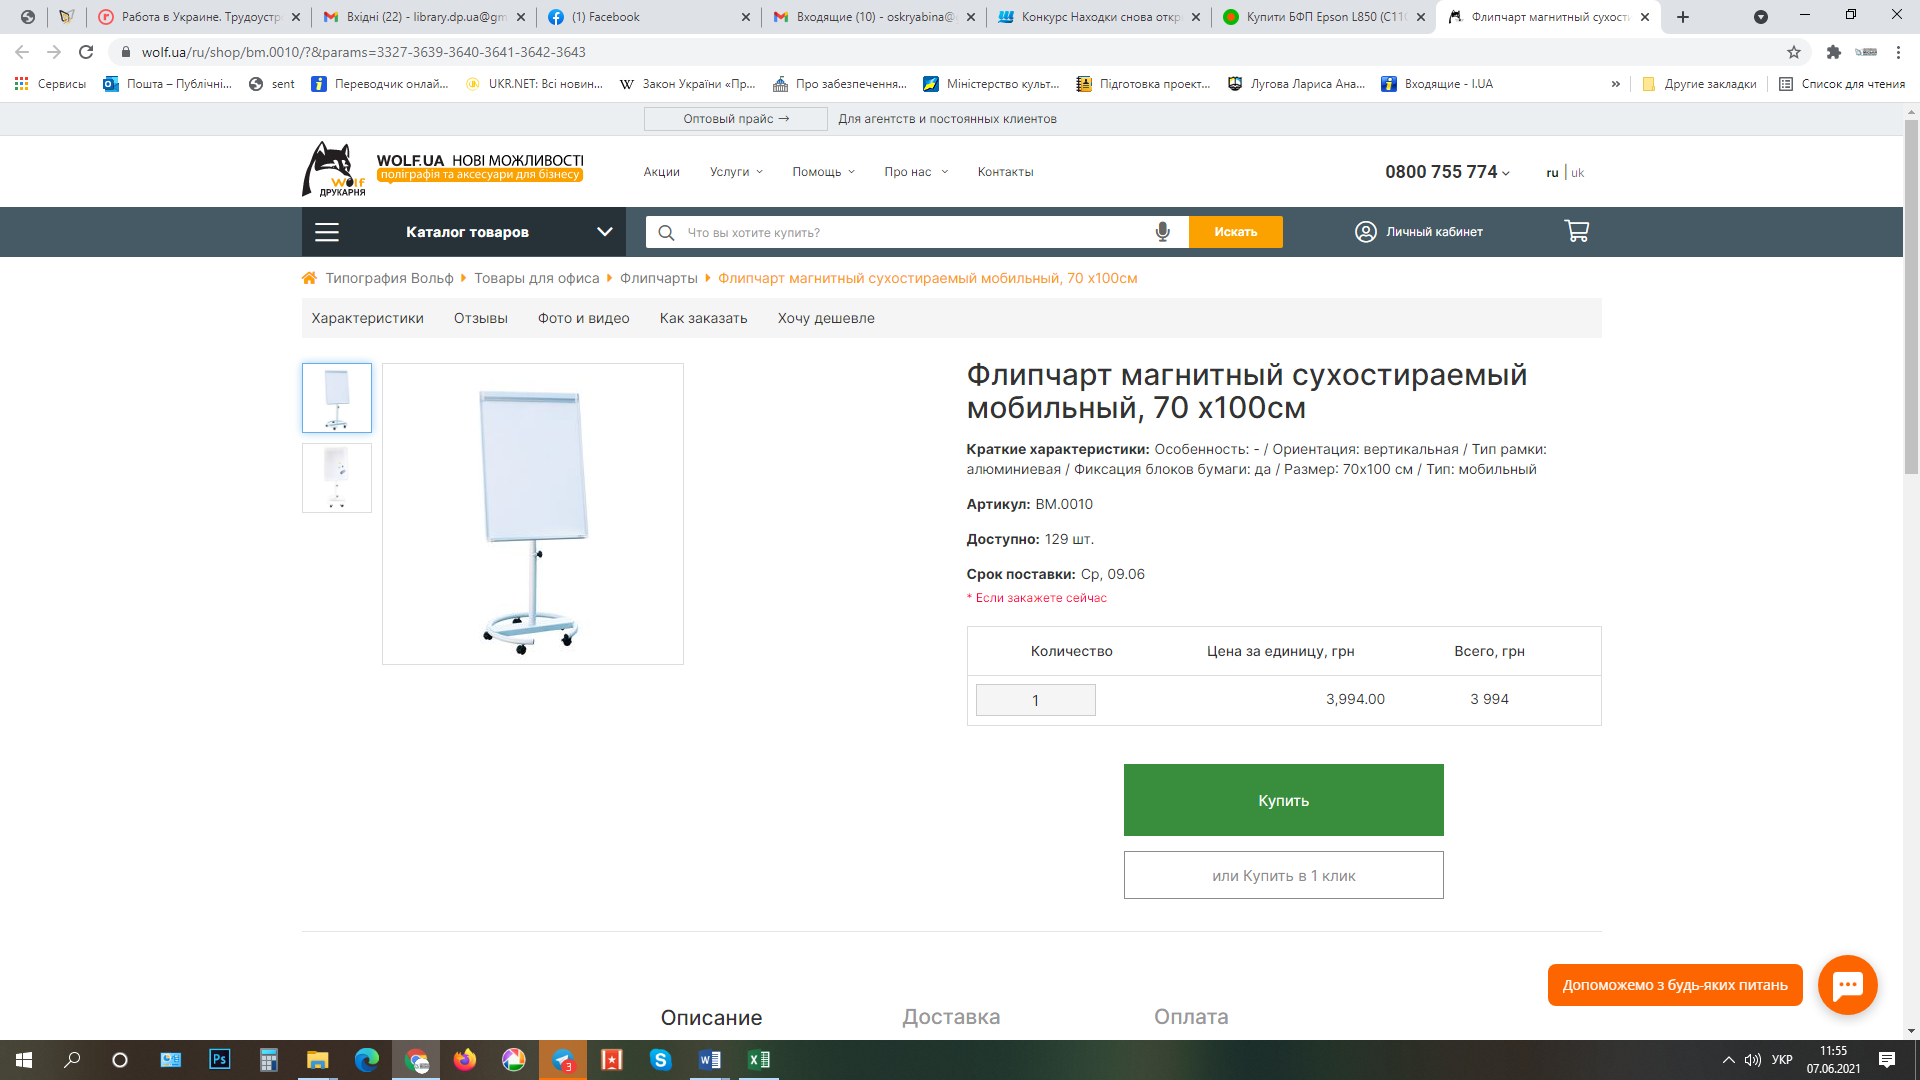 Работа в Украине. Трудоустр
Вхідні (22) - library.dp.ua@gm
(1) Facebook
Входящие (10) - oskryabina@
Конкурс Находки снова откр
Купити БФП Epson L850 (C11
Флипчарт магнитный сухост
wolf.ua/ru/shop/bm.0010/?&params=3327-3639-3640-3641-3642-3643
Сервисы
Пошта – Публічні...
sent
Переводчик онлай...
UKR.NET: Всі новин...
Закон України «Пр...
Про забезпечення...
Міністерство культ...
Підготовка проект...
Лугова Лариса Ана...
Входящие - I.UA
»
Другие закладки
Список для чтения
Оптовый прайс →
Для агентств и постоянных клиентов
Wolf
ДРУКАРНЯ
WOLF.UA НОВІ МОЖЛИВОСТІ
поліграфія та аксесуари для бізнесу
Акции
Услуги
Помощь
Про нас
Контакты
0800 755 774
ru | uk
Каталог товаров
Что вы хотите купить?
Искать
Личный кабинет
Типография Вольф
Товары для офиса
Флипчарты
Флипчарт магнитный сухостираемый мобильный, 70 х100см
Характеристики
Отзывы
Фото и видео
Как заказать
Хочу дешевле
Флипчарт магнитный сухостираемый
мобильный, 70 х100см
Краткие характеристики: Особенность: - / Ориентация: вертикальная / Тип рамки:
алюминиевая / Фиксация блоков бумаги: да / Размер: 70х100 см / Тип: мобильный
Артикул: BM.0010
Доступно: 129 шт.
Срок поставки: Ср, 09.06
* Если закажете сейчас
Количество
Цена за единицу, грн
Всего, грн
1
3,994.00
3 994
Купить
или Купить в 1 клик
Допоможемо з будь-яких питань
Описание
Доставка
Оплата
Ps
3
УКР
11:55
07.06.2021